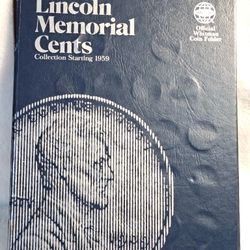 Lincoln
Memorial
Cents
Collection Starting 1959
Official
Whitman
Coin Folder